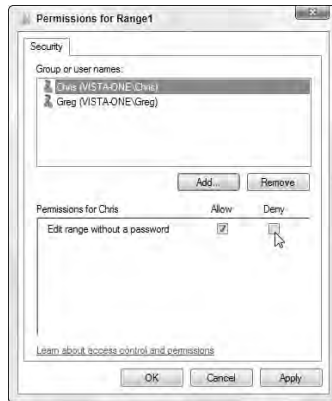 Permissions for Range1
Security
Group or user names:
Chris (VISTA-ONE\Chris)
Greg (VISTA-ONE\Greg)
Add...
Remove
Permissions for Chris
Allow
Deny
Edit range without a password
Learn about access control and permissions
OK
Cancel
Apply